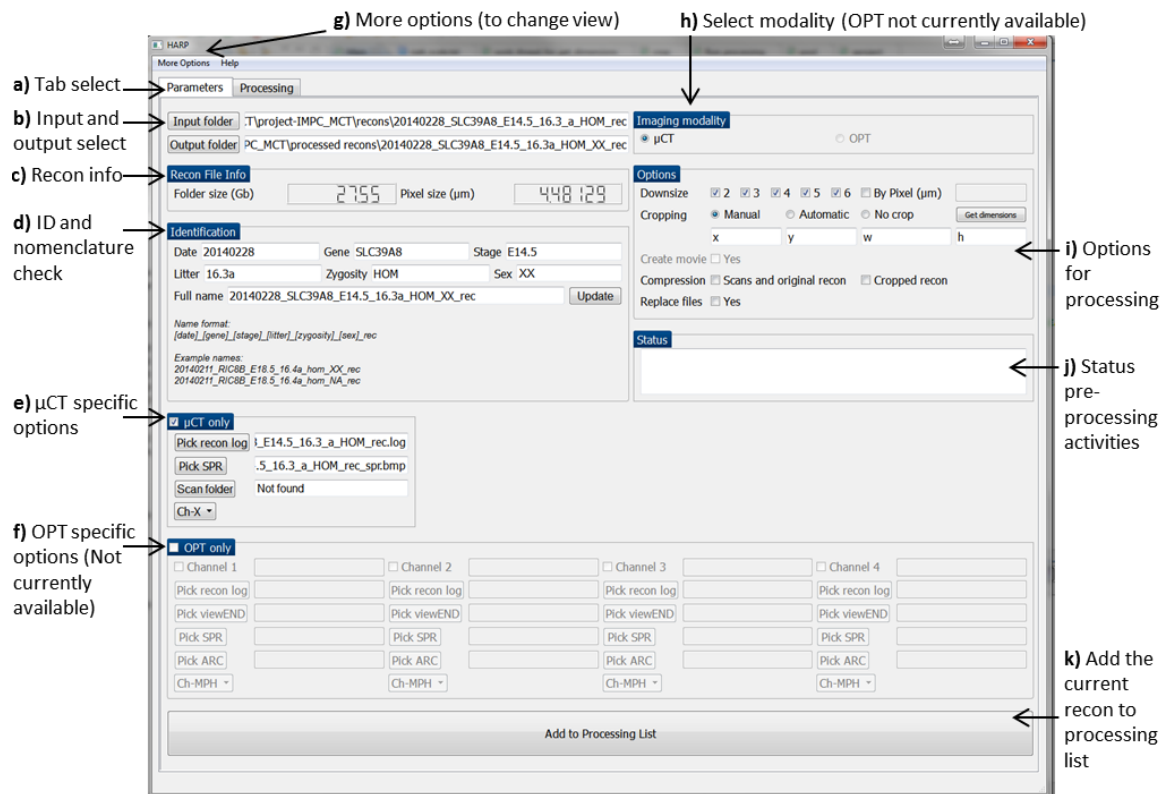 g) More options (to change view)
h) Select modality (OPT not currently available)
HARP
More Options Help
a) Tab select
Parameters Processing
b) Input and
output select
Input folder :T\project-IMPC_MCT\recons\20140228_SLC39A8_E14.5_16.3_a_HOM_rec
Output folder PC_MCT\processed recons\20140228_SLC39A8_E14.5_16.3a_HOM_XX_rec
Imaging modality
µCT OPT
c) Recon info
Recon File Info
Folder size (Gb) 27.55 Pixel size (µm) 4.48129
d) ID and
nomenclature
check
Identification
Date 20140228 Gene SLC39A8 Stage E14.5
Litter 16.3a Zygosity HOM Sex XX
Full name 20140228_SLC39A8_E14.5_16.3a_HOM_XX_rec Update
Name format:
[date]_[gene]_[stage]_[litter]_[zygosity]_[sex]_rec
Example names:
20140211_RIC8B_E18.5_16.4a_hom_XX_rec
20140211_RIC8B_E18.5_16.4a_hom_NA_rec
Options
Downsize 2 3 4 5 6 By Pixel (µm)
Cropping Manual Automatic No crop Get dimensions
x y w h
Create movie Yes
Compression Scans and original recon Cropped recon
Replace files Yes
i) Options
for
processing
Status
j) Status
pre-
processing
activities
e) µCT specific
options
µCT only
Pick recon log _E14.5_16.3_a_HOM_rec.log
Pick SPR .5_16.3_a_HOM_rec_spr.bmp
Scan folder Not found
Ch-X
f) OPT specific
options (Not
currently
available)
OPT only
Channel 1 Channel 2 Channel 3 Channel 4
Pick recon log Pick recon log Pick recon log Pick recon log
Pick viewEND Pick viewEND Pick viewEND Pick viewEND
Pick SPR Pick SPR Pick SPR Pick SPR
Pick ARC Pick ARC Pick ARC Pick ARC
Ch-MPH Ch-MPH Ch-MPH Ch-MPH
k) Add the
current
recon to
processing
list
Add to Processing List